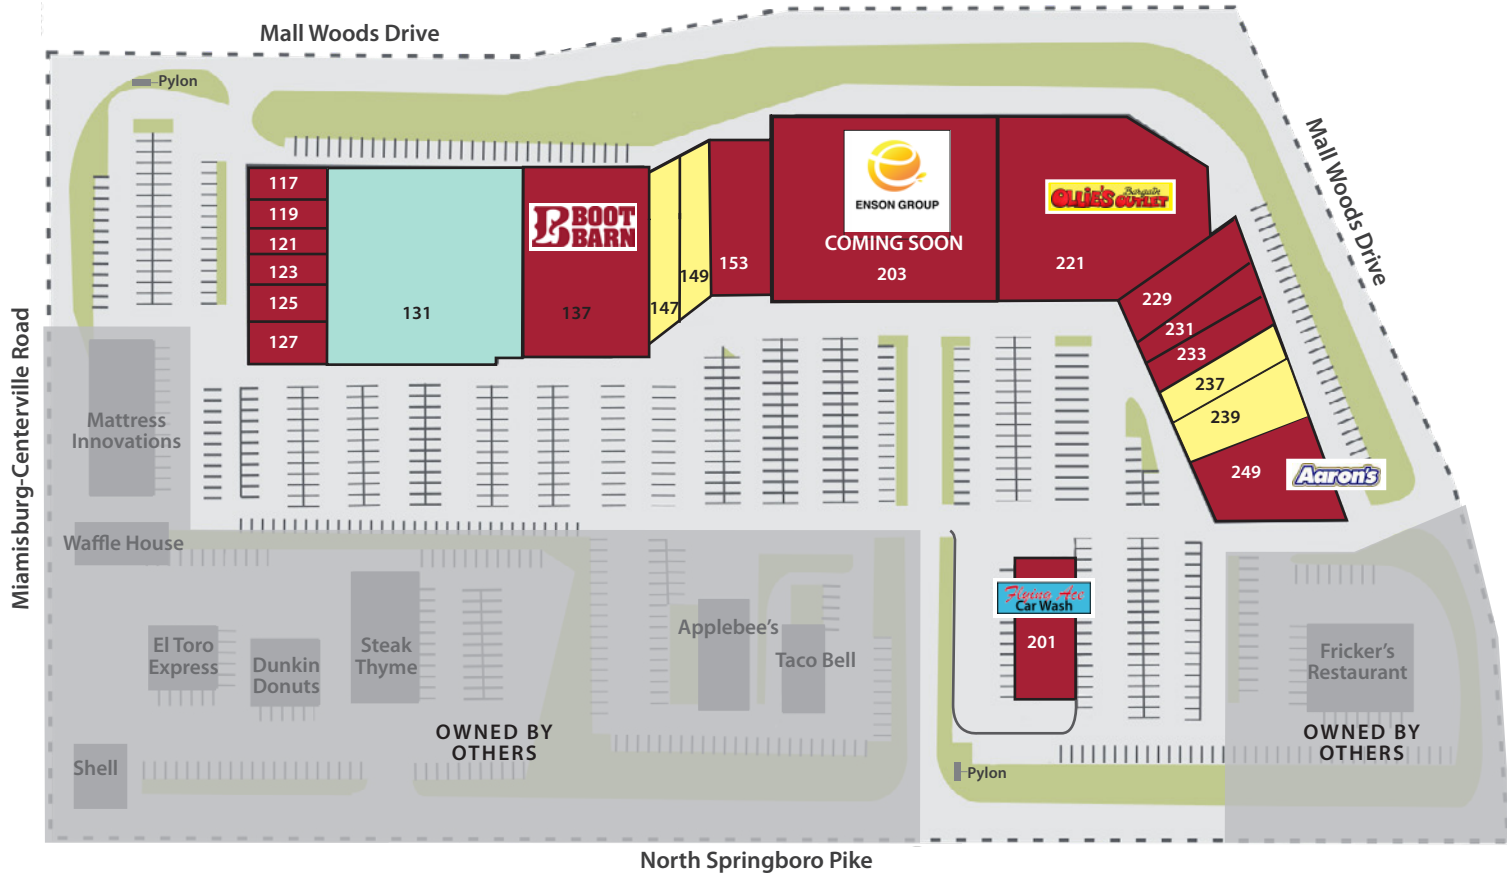 Mall Woods Drive
Pylon
Mall Woods Drive
Miamisburg-Centerville Road
117
119
121
123
125
127
131
BOOT
BARN
137
147
149
153
ENSON GROUP
COMING SOON
203
OLLIE'S Bargain
OUTLET
221
229
231
233
237
239
249
Aaron's
Mattress
Innovations
Waffle House
El Toro
Express
Dunkin
Donuts
Steak
Thyme
Shell
OWNED BY
OTHERS
Applebee's
Taco Bell
Flying Ace
Car Wash
201
Pylon
Fricker's
Restaurant
OWNED BY
OTHERS
North Springboro Pike